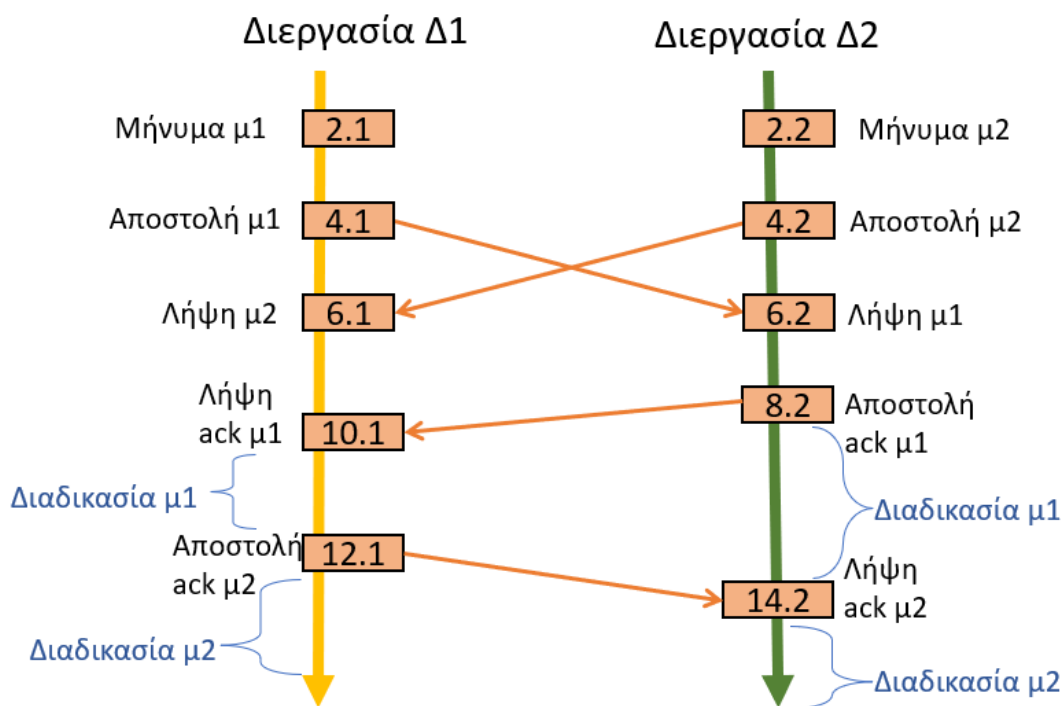 Διεργασία Δ1
Διεργασία Δ2
Μήνυμα μ1
2.1
2.2
Μήνυμα μ2
Αποστολή μ1
4.1
4.2
Αποστολή μ2
Λήψη μ2
6.1
6.2
Λήψη μ1
Λήψη
ack μ1
10.1
8.2
Αποστολή
ack μ1
Διαδικασία μ1
Διαδικασία μ1
Αποστολή
ack μ2
12.1
14.2
Λήψη
ack μ2
Διαδικασία μ2
Διαδικασία μ2